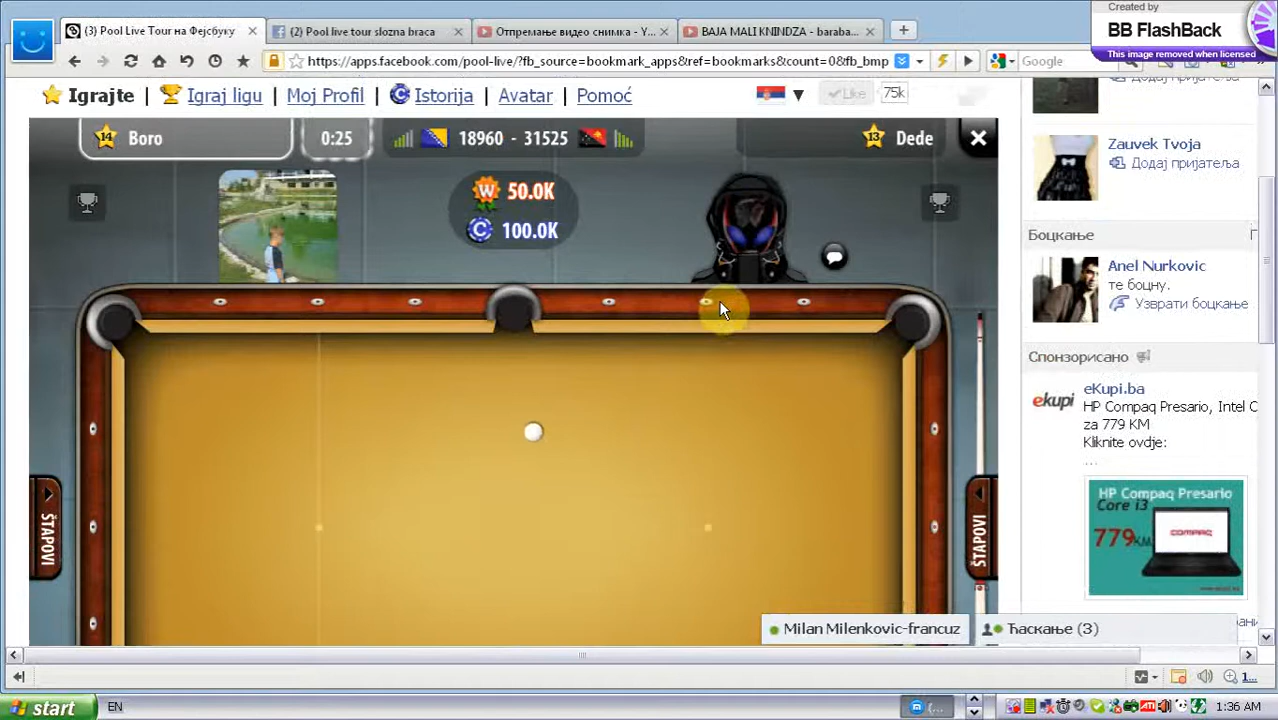 (3) Pool Live Tour на Фејсбуку
(2) Pool live tour slozna braca
Отпремање видео снимка - Y...
BAJA MALI KNINDZA - baraba...
Created by
BB FlashBack
This image removed when licensed
https://apps.facebook.com/pool-live/?fb_source=bookmark_apps&ref=bookmarks&count=0&fb_bmp
Google
Igrajte | Igraj ligu | Moj Profil | Istorija | Avatar | Pomoć
Like
75k
14 Boro
0:25
18960 - 31525
13 Dede
W 50.0K
C 100.0K
ŠTAPOVI
ŠTAPOVI
Додај пријатеља
Zauvek Tvoja
Додај пријатеља
Боцкање
Anel Nurkovic
те боцну.
Узврати боцкање
Спонзорисано
eKupi.ba
ekupi
HP Compaq Presario, Intel C
za 779 KM
Kliknite ovdje:
...
HP Compaq Presario
Core i3
779KM
COMPAQ
Milan Milenkovic-francuz
Ћаскање (3)
1...
start
EN
(...
1:36 AM